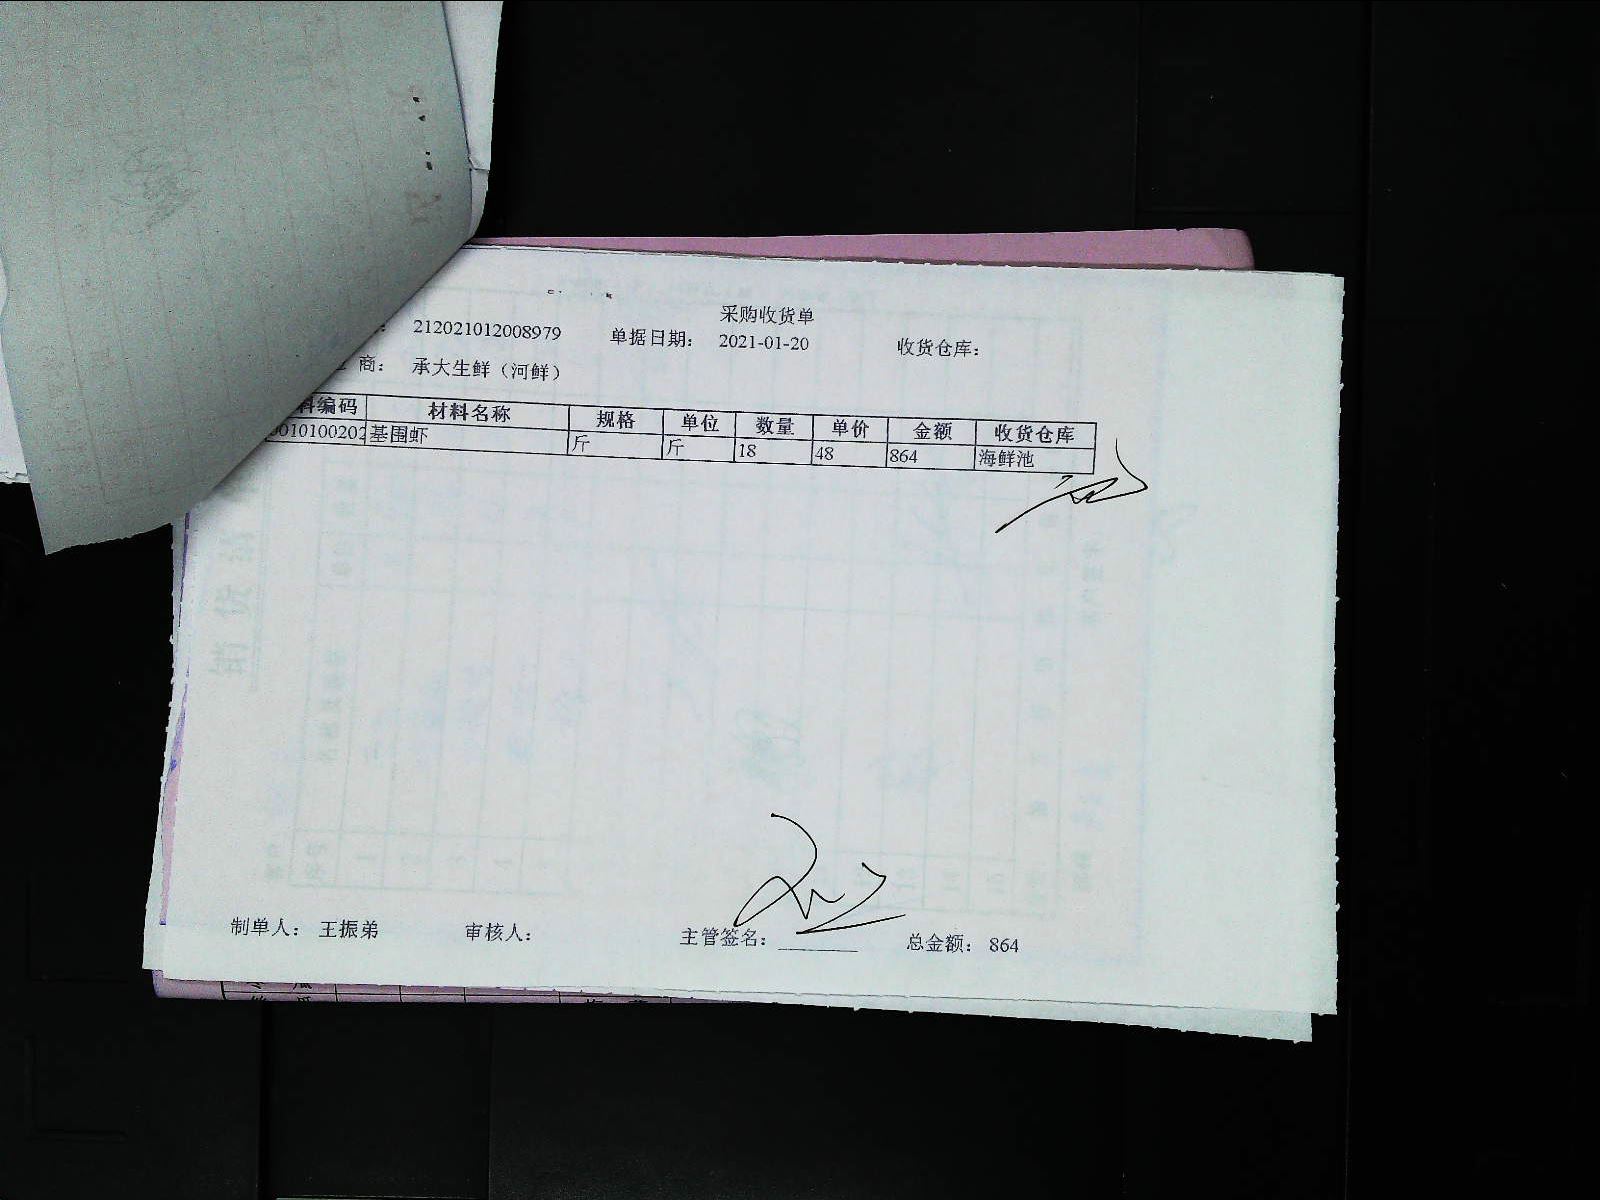 采购收货单
212021012008979 单据日期： 2021-01-20 收货仓库：
商： 承大生鲜（河鲜）
料编码 材料名称 规格 单位 数量 单价 金额 收货仓库
010100202 基围虾 斤 斤 18 48 864 海鲜池
制单人： 王振弟 审核人： 主管签名： 总金额： 864